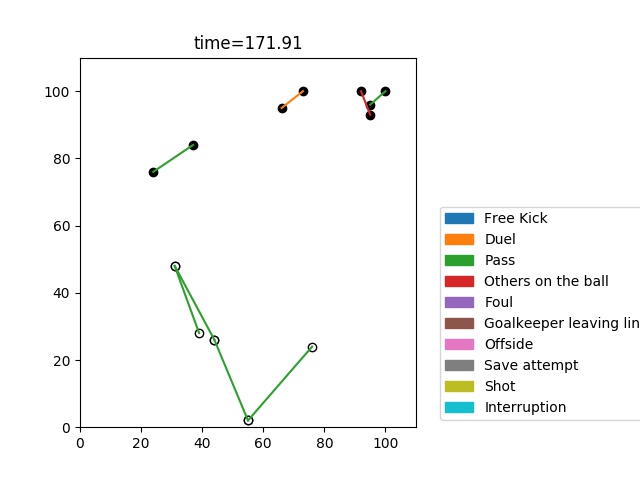 time=171.91
100
80
60
40
20
0
0 20 40 60 80 100
Free Kick
Duel
Pass
Others on the ball
Foul
Goalkeeper leaving lin
Offside
Save attempt
Shot
Interruption